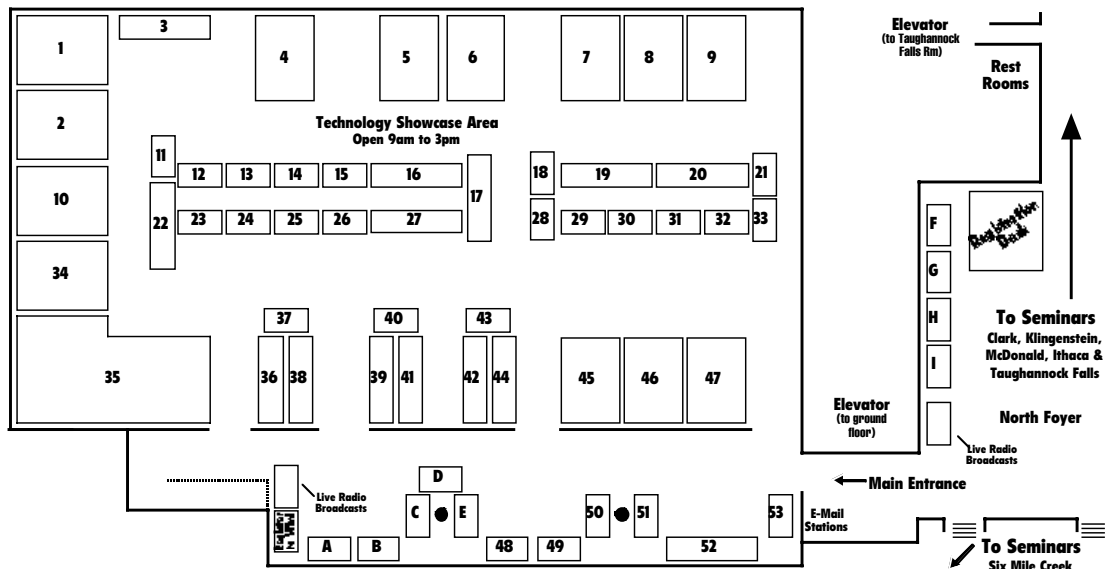 1
3
4
5
6
7
8
9
Elevator
(to Taughannock
Falls Rm)
Rest
Rooms
2
Technology Showcase Area
Open 9am to 3pm
11
12
13
14
15
16
17
18
19
20
21
10
22
23
24
25
26
27
28
29
30
31
32
33
F
Registration
Desk
G
34
H
I
To Seminars
Clark, Klingenstein,
McDonald, Ithaca &
Taughannock Falls
37
40
43
35
36
38
39
41
42
44
45
46
47
Elevator
(to ground
floor)
North Foyer
Live Radio
Broadcasts
D
Main Entrance
Live Radio
Broadcasts
C
E
50
51
53
E-Mail
Stations
A
B
48
49
52
To Seminars
Six Mile Creek